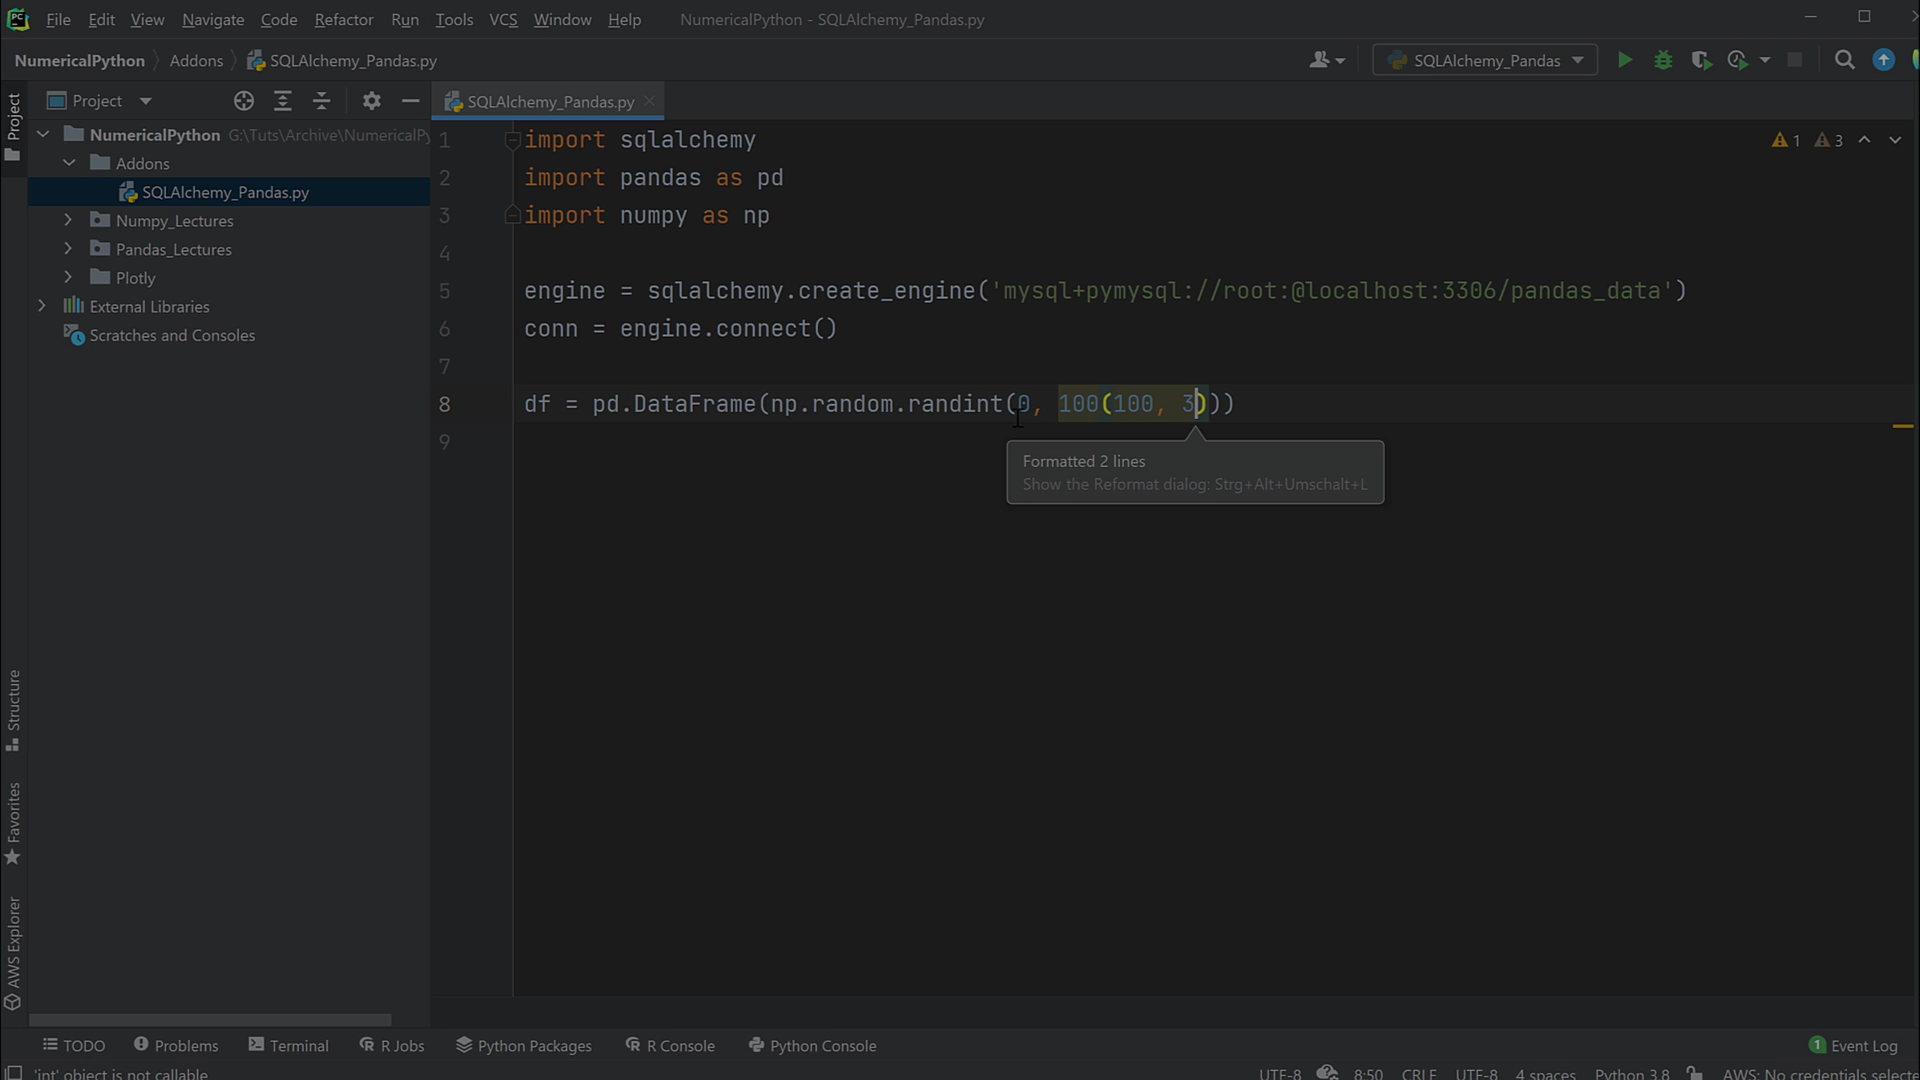 File Edit View Navigate Code Refactor Run Tools VCS Window Help NumericalPython - SQLAlchemy_Pandas.py
NumericalPython Addons SQLAlchemy_Pandas.py SQLAlchemy_Pandas
Project SQLAlchemy_Pandas.py
Project
NumericalPython G:\Tuts\Archive\NumericalPy
Addons
SQLAlchemy_Pandas.py
Numpy_Lectures
Pandas_Lectures
Plotly
External Libraries
Scratches and Consoles
1 import sqlalchemy
2 import pandas as pd
3 import numpy as np
4
5 engine = sqlalchemy.create_engine('mysql+pymysql://root:@localhost:3306/pandas_data')
6 conn = engine.connect()
7
8 df = pd.DataFrame(np.random.randint(0, 100(100, 3)))
9
1 3
Formatted 2 lines
Show the Reformat dialog: Strg+Alt+Umschalt+L
Structure
Favorites
AWS Explorer
TODO Problems Terminal R Jobs Python Packages R Console Python Console 1 Event Log
'int' object is not callable UTF-8 8:50 CRLF UTF-8 4 spaces Python 3.8 AWS: No credentials selecte